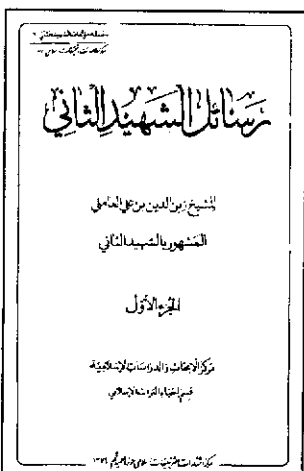 رسائل الشهيد الثاني
للشيخ زين الدين بن علي العاملي
المشهور بالشهيد الثاني
الجزء الأول
مركز الأبحاث والدراسات الإسلامية
قسم إحياء التراث الإسلامي